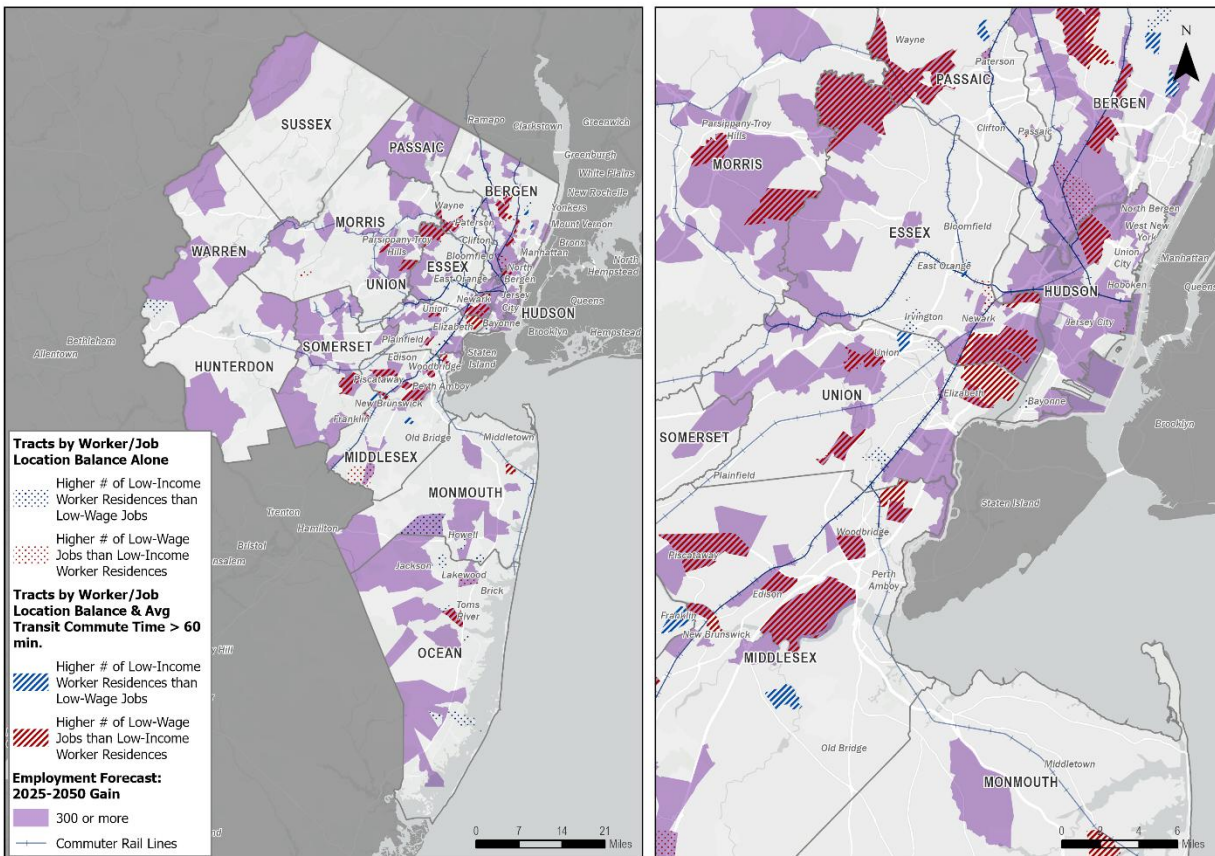 SUSSEX
PASSAIC
Ramapo
Clarkstown
Greenwich
Greenburgh
White Plains
New Rochelle
Yonkers
Mount Vernon
BERGEN
Wayne
Paterson
MORRIS
Parsippany-Troy
Hills
Clifton
Bloomfield
Bronx
Manhattan
North
Hempstead
WARREN
ESSEX
East Orange
North
Bergen
UNION
Newark
Jersey
City
Queens
HUDSON
Union
Elizabeth
Bayonne
Brooklyn
Hempstead
Bethlehem
Allentown
SOMERSET
Plainfield
Staten
Island
Edison
Woodbridge
HUNTERDON
Piscataway
Perth Amboy
New Brunswick
Franklin
Old Bridge
Middletown
MIDDLESEX
MONMOUTH
Trenton
Hamilton
Bristol
Howell
Jackson
Lakewood
Brick
Toms
River
OCEAN
Tracts by Worker/Job
Location Balance Alone
Higher # of Low-Income
Worker Residences than
Low-Wage Jobs
Higher # of Low-Wage
Jobs than Low-Income
Worker Residences
Tracts by Worker/Job
Location Balance & Avg
Transit Commute Time > 60
min.
Higher # of Low-Income
Worker Residences than
Low-Wage Jobs
Higher # of Low-Wage
Jobs than Low-Income
Worker Residences
Employment Forecast:
2025-2050 Gain
300 or more
Commuter Rail Lines
0 7 14 21
Miles
N
Wayne
Paterson
PASSAIC
BERGEN
Parsippany-Troy
Hills
Clifton
Passaic
MORRIS
North Bergen
West New
York
ESSEX
Bloomfield
Union
City
Manhattan
East Orange
Hoboken
Queens
HUDSON
Newark
Irvington
Jersey City
Union
UNION
Elizabeth
Bayonne
SOMERSET
Brooklyn
Plainfield
Staten Island
Woodbridge
Piscataway
Perth
Amboy
Edison
Franklin
New Brunswick
MIDDLESEX
Old Bridge
Middletown
MONMOUTH
0 2 4 6
Miles